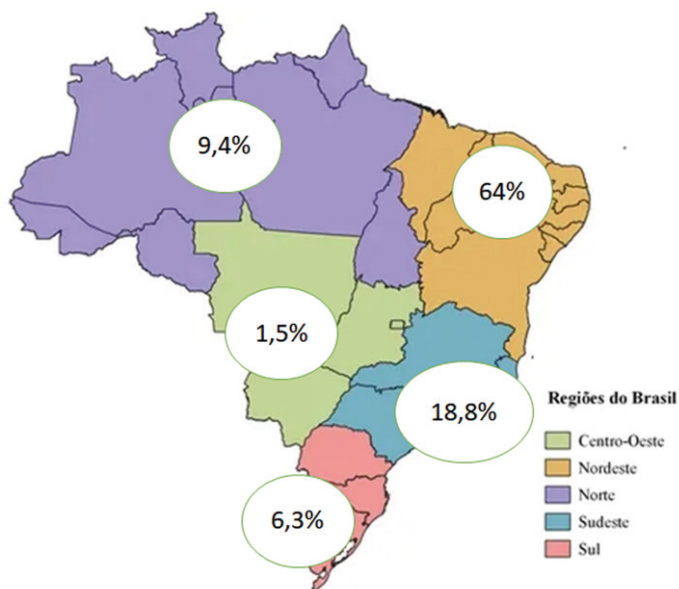 9,4%
64%
1,5%
18,8%
6,3%
Regiões do Brasil
Centro-Oeste
Nordeste
Norte
Sudeste
Sul